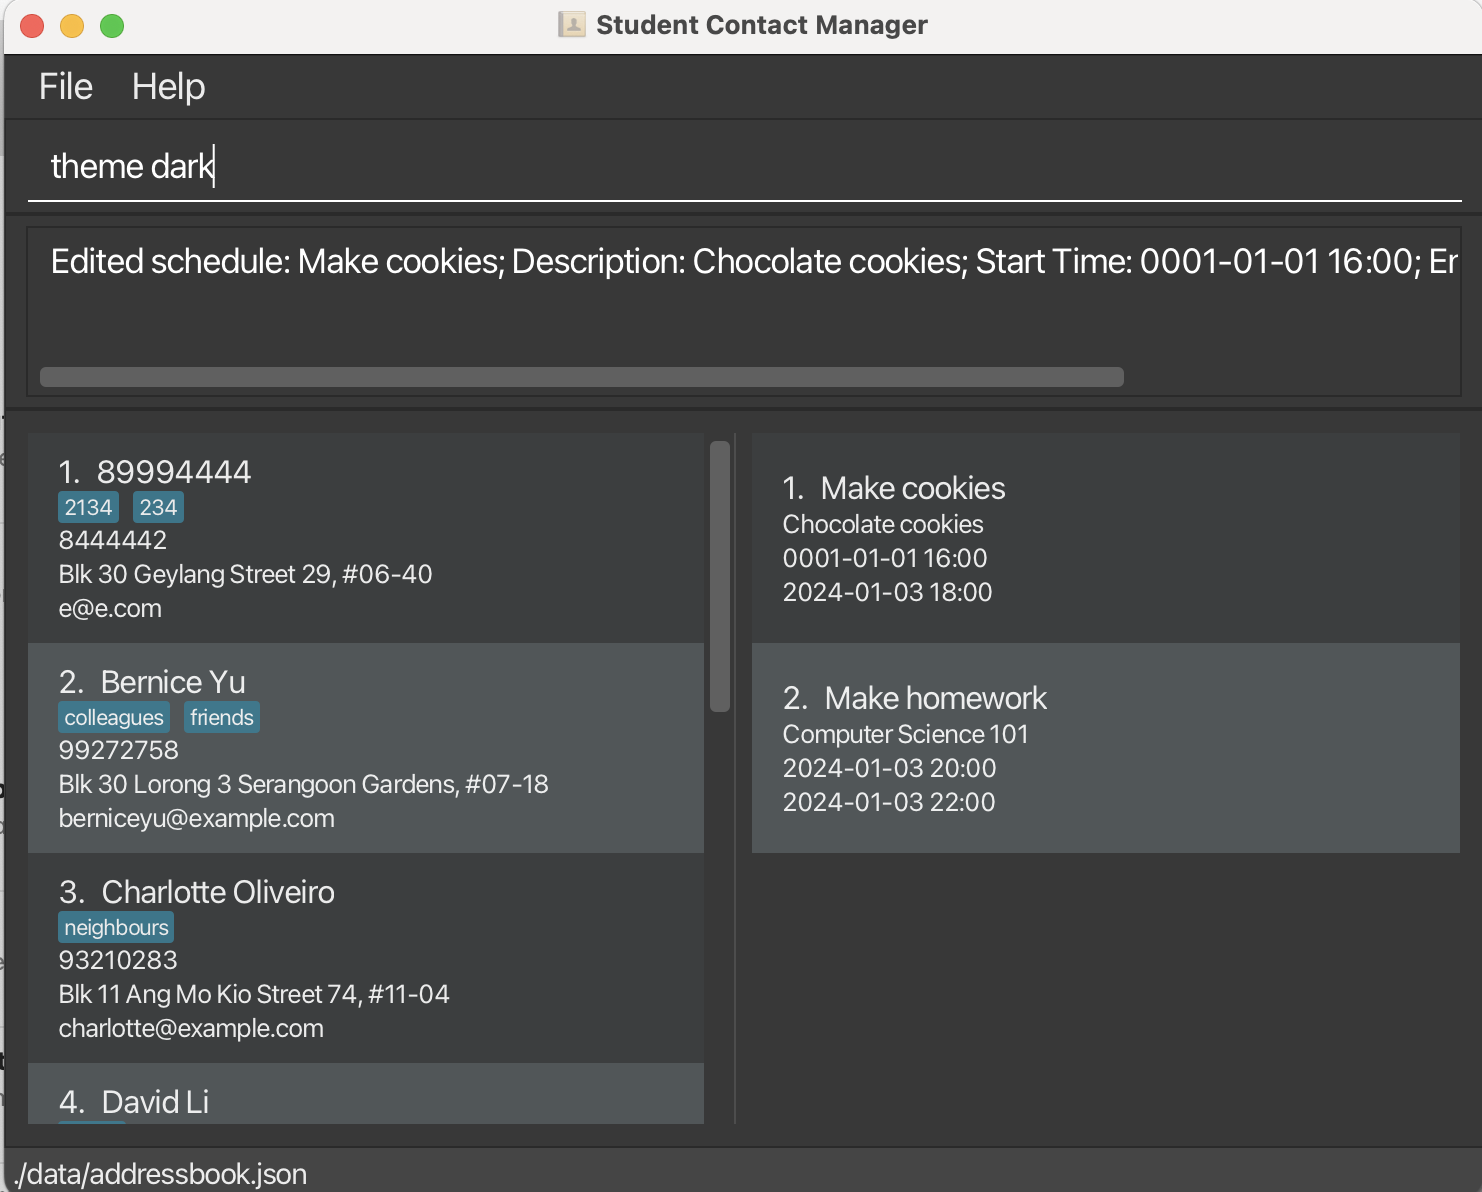 Student Contact Manager
File Help
theme dark
Edited schedule: Make cookies; Description: Chocolate cookies; Start Time: 0001-01-01 16:00;
1. 89994444
2134 234
8444442
Blk 30 Geylang Street 29, #06-40
e@e.com
2. Bernice Yu
colleagues friends
99272758
Blk 30 Lorong 3 Serangoon Gardens, #07-18
berniceyu@example.com
3. Charlotte Oliveiro
neighbours
93210283
Blk 11 Ang Mo Kio Street 74, #11-04
charlotte@example.com
4. David Li
1. Make cookies
Chocolate cookies
0001-01-01 16:00
2024-01-03 18:00
2. Make homework
Computer Science 101
2024-01-03 20:00
2024-01-03 22:00
./data/addressbook.json